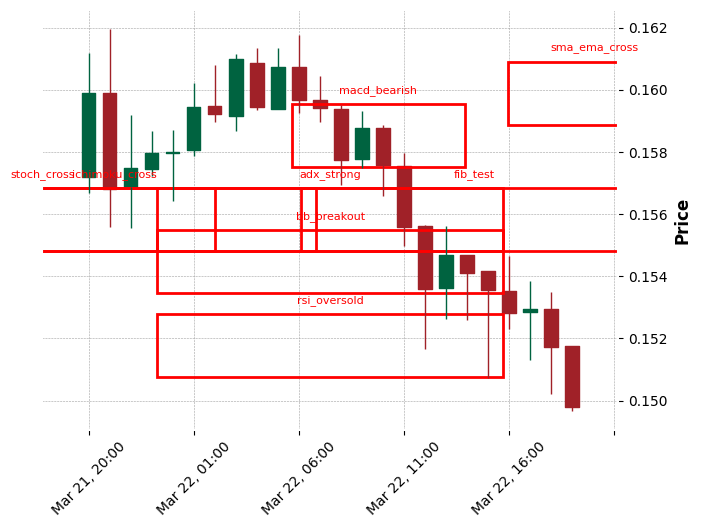 0.162
sma_ema_cross
0.160
macd_bearish
0.158
stoch_cross
adx_strong
fib_test
0.156
bb_breakout
0.154
rsi_oversold
0.152
0.150
Price
Mar 21, 20:00
Mar 22, 01:00
Mar 22, 06:00
Mar 22, 11:00
Mar 22, 16:00